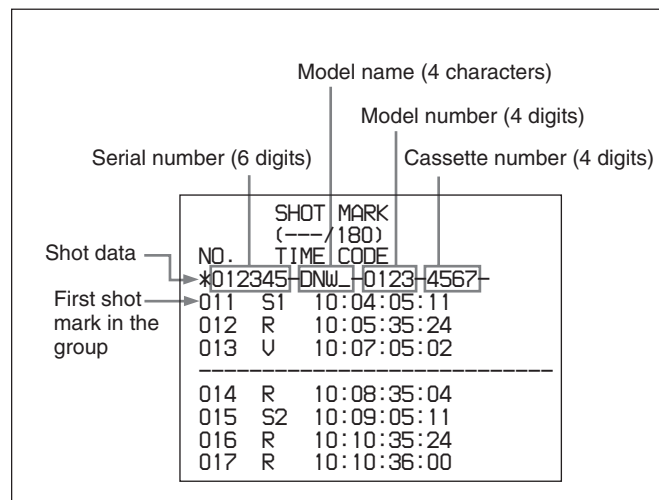 Model name (4 characters)
Model number (4 digits)
Serial number (6 digits)
Cassette number (4 digits)
SHOT MARK
(---/180)
NO. TIME CODE
Shot data
*012345-DNW_-0123-4567-
First shot mark in the group
011 S1 10:04:05:11
012 R 10:05:35:24
013 V 10:07:05:02
------------------------------
014 R 10:08:35:04
015 S2 10:09:05:11
016 R 10:10:35:24
017 R 10:10:36:00